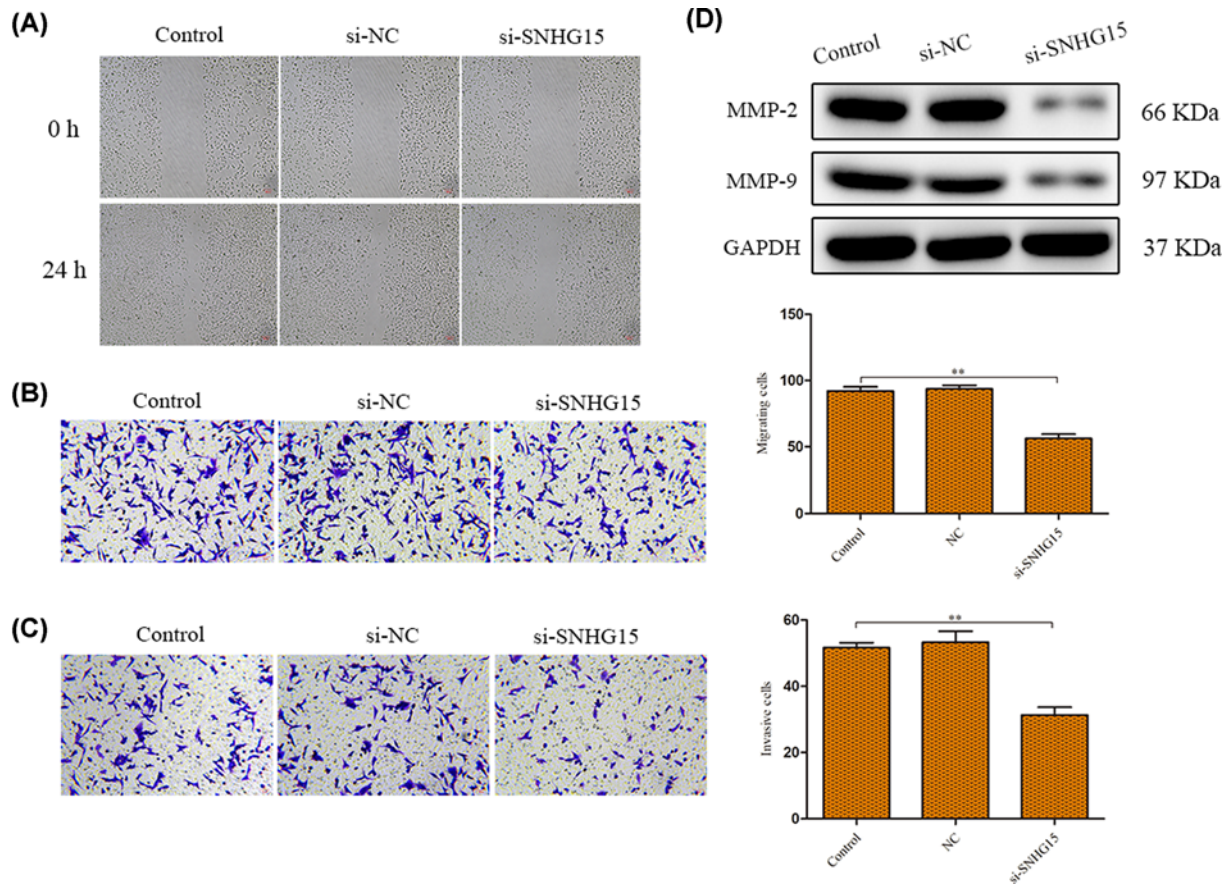 (A)
Control si-NC si-SNHG15
0 h
24 h
(B)
Control si-NC si-SNHG15
(C)
Control si-NC si-SNHG15
(D)
Control si-NC si-SNHG15
MMP-2 66 KDa
MMP-9 97 KDa
GAPDH 37 KDa
150
100
50
0
Migrating cells
**
Control NC si-SNHG15
60
40
20
0
Invasive cells
**
Control NC si-SNHG15